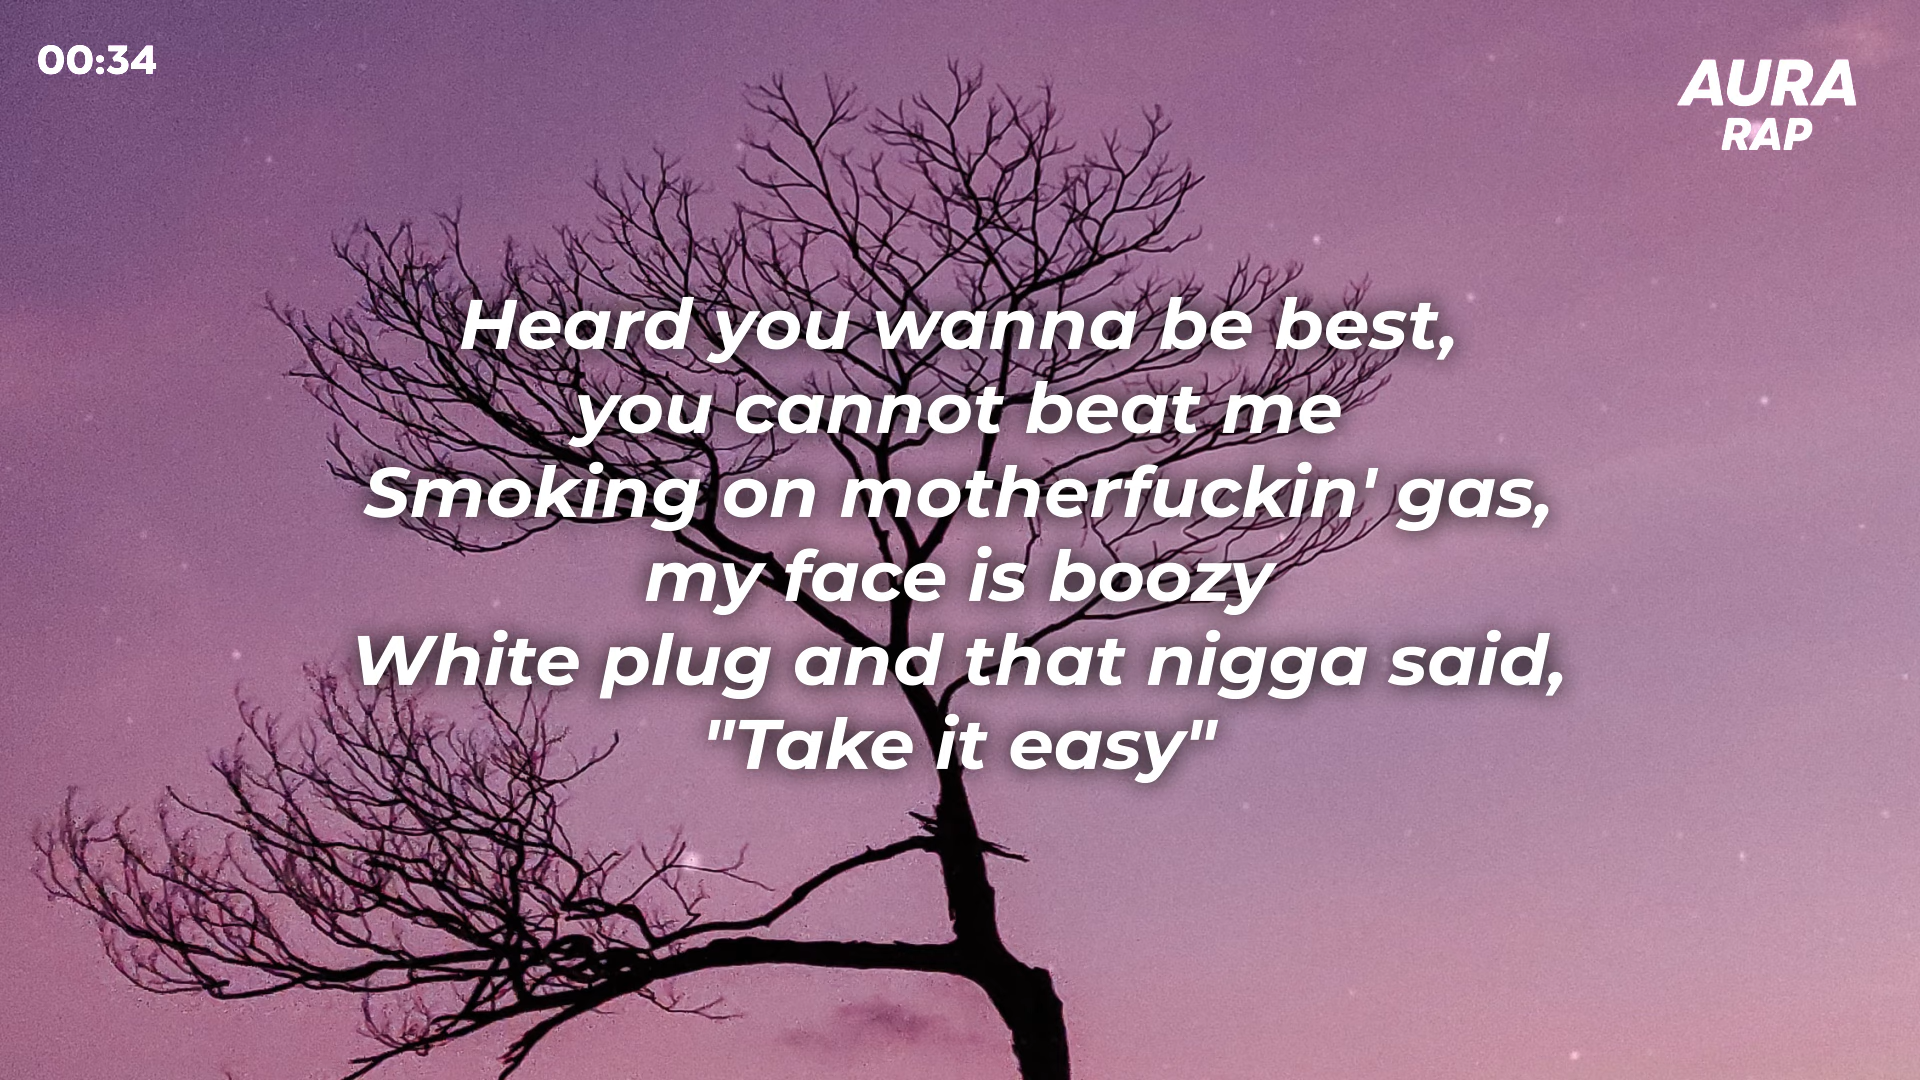 00:34
AURA
RAP
Heard you wanna be best,
you cannot beat me
Smoking on motherfuckin' gas,
my face is boozy
White plug and that nigga said,
"Take it easy"